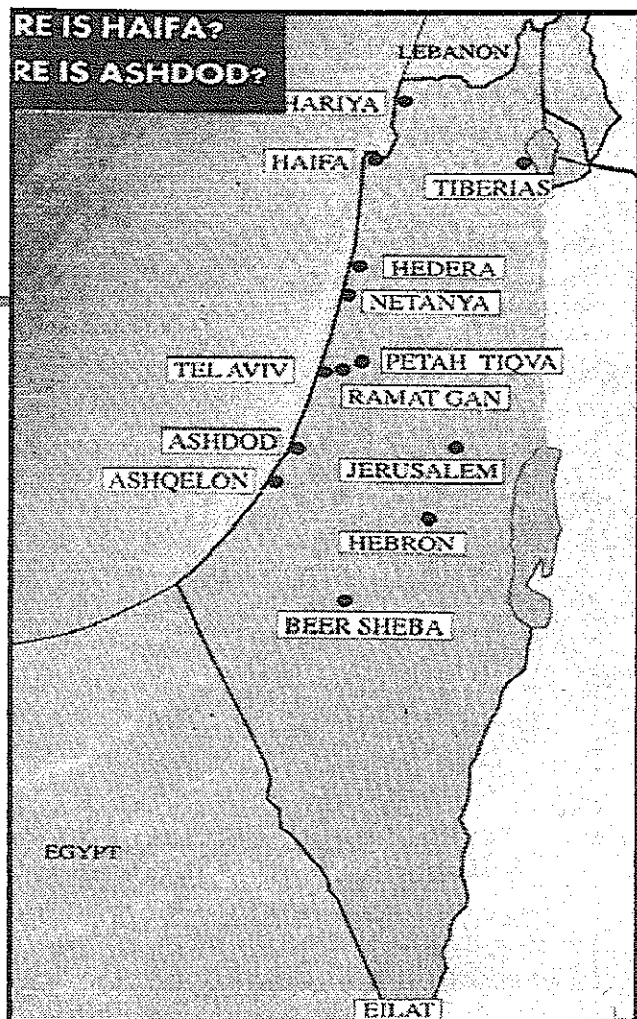 RE IS HAIFA?
RE IS ASHDOD?
LEBANON
HARIYA
HAIFA
TIBERIAS
HEDERA
NETANYA
TEL AVIV
PETAH TIQVA
RAMAT GAN
ASHDOD
JERUSALEM
ASHQELON
HEBRON
BEER SHEBA
EGYPT
EILAT